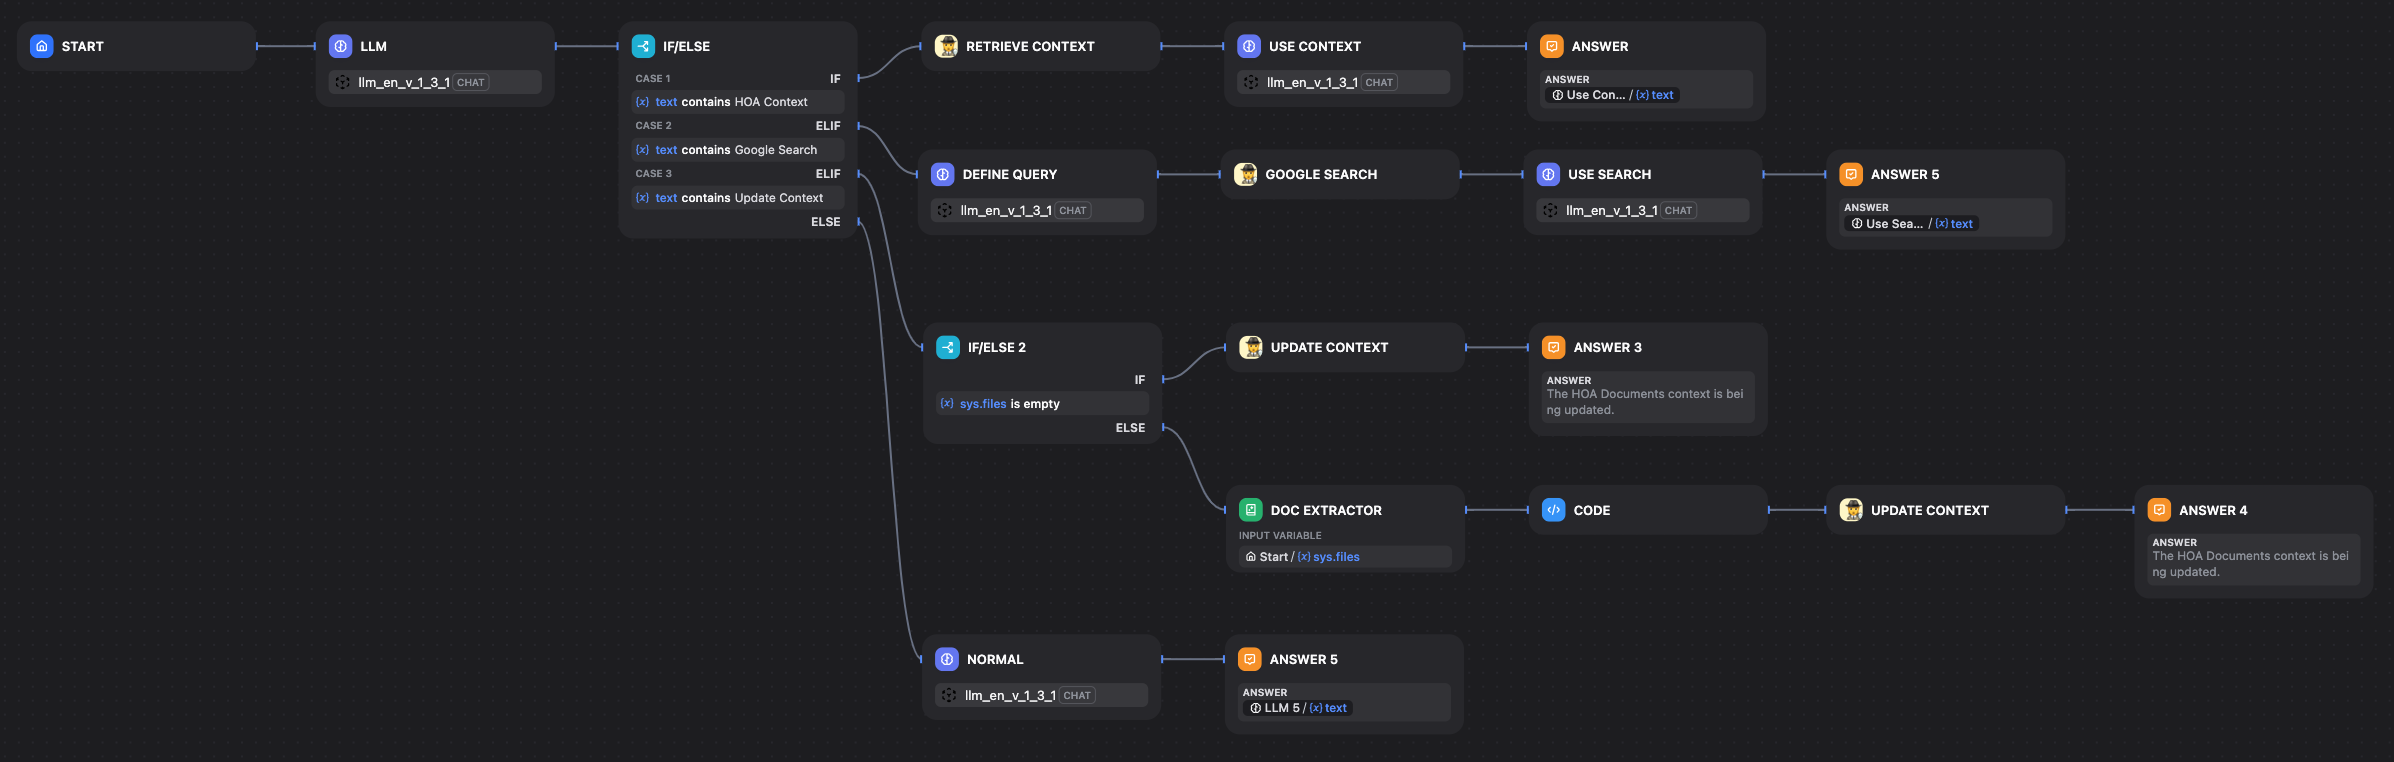 START
LLM
llm_en_v_1_3_1 CHAT
IF/ELSE
CASE 1 IF
{x} text contains HOA Context
CASE 2 ELIF
{x} text contains Google Search
CASE 3 ELIF
{x} text contains Update Context
ELSE
RETRIEVE CONTEXT
USE CONTEXT
llm_en_v_1_3_1 CHAT
ANSWER
ANSWER
Use Con... / {x} text
DEFINE QUERY
llm_en_v_1_3_1 CHAT
GOOGLE SEARCH
USE SEARCH
llm_en_v_1_3_1 CHAT
ANSWER 5
ANSWER
Use Sea... / {x} text
IF/ELSE 2
IF
{x} sys.files is empty
ELSE
UPDATE CONTEXT
ANSWER 3
ANSWER
The HOA Documents context is bei
ng updated.
DOC EXTRACTOR
INPUT VARIABLE
Start / {x} sys.files
CODE
UPDATE CONTEXT
ANSWER 4
ANSWER
The HOA Documents context is bei
ng updated.
NORMAL
llm_en_v_1_3_1 CHAT
ANSWER 5
ANSWER
LLM 5 / {x} text